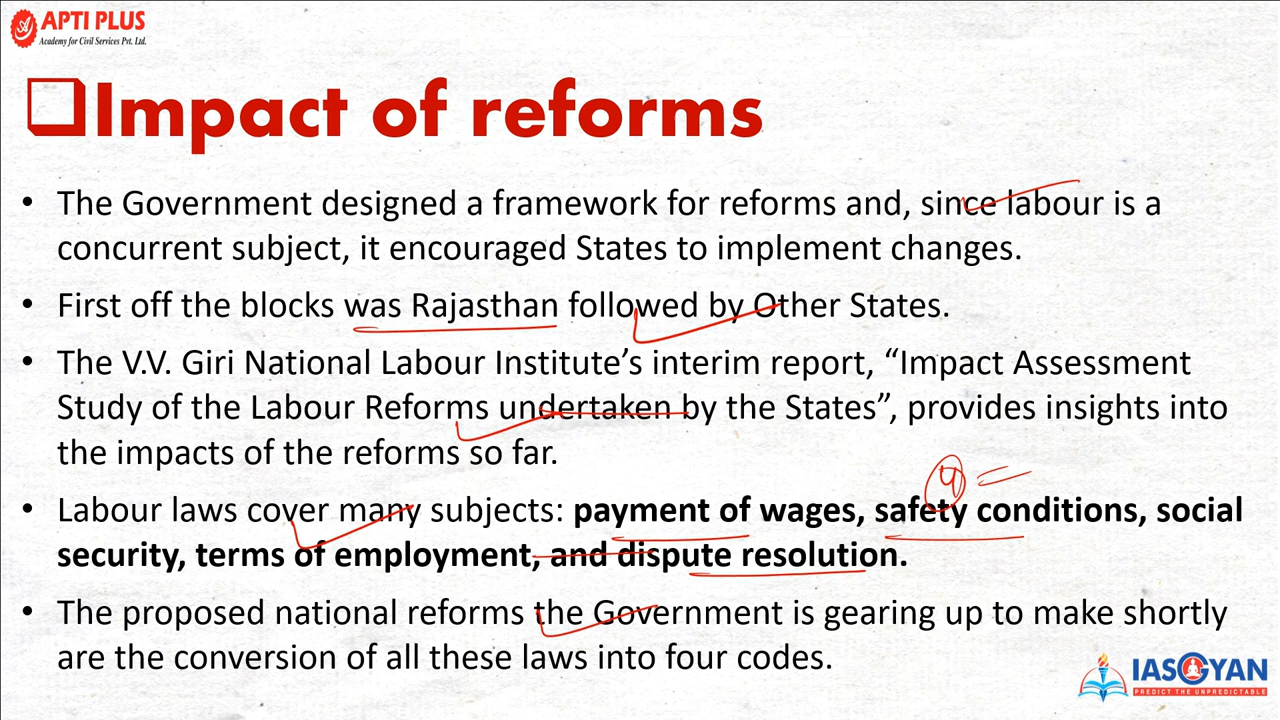 APTI PLUS
Academy for Civil Services Pvt. Ltd.
Impact of reforms
• The Government designed a framework for reforms and, since labour is a
concurrent subject, it encouraged States to implement changes.
• First off the blocks was Rajasthan followed by Other States.
• The V.V. Giri National Labour Institute’s interim report, “Impact Assessment
Study of the Labour Reforms undertaken by the States”, provides insights into
the impacts of the reforms so far.
4 =
• Labour laws cover many subjects: payment of wages, safety conditions, social
security, terms of employment, and dispute resolution.
• The proposed national reforms the Government is gearing up to make shortly
are the conversion of all these laws into four codes.
IASGYAN
PREDICT THE UNPREDICTABLE